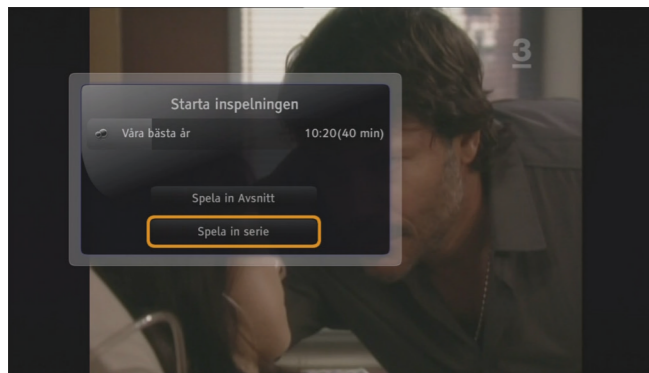 3
Starta inspelningen
Våra bästa år 10:20(40 min)
Spela in Avsnitt
Spela in serie